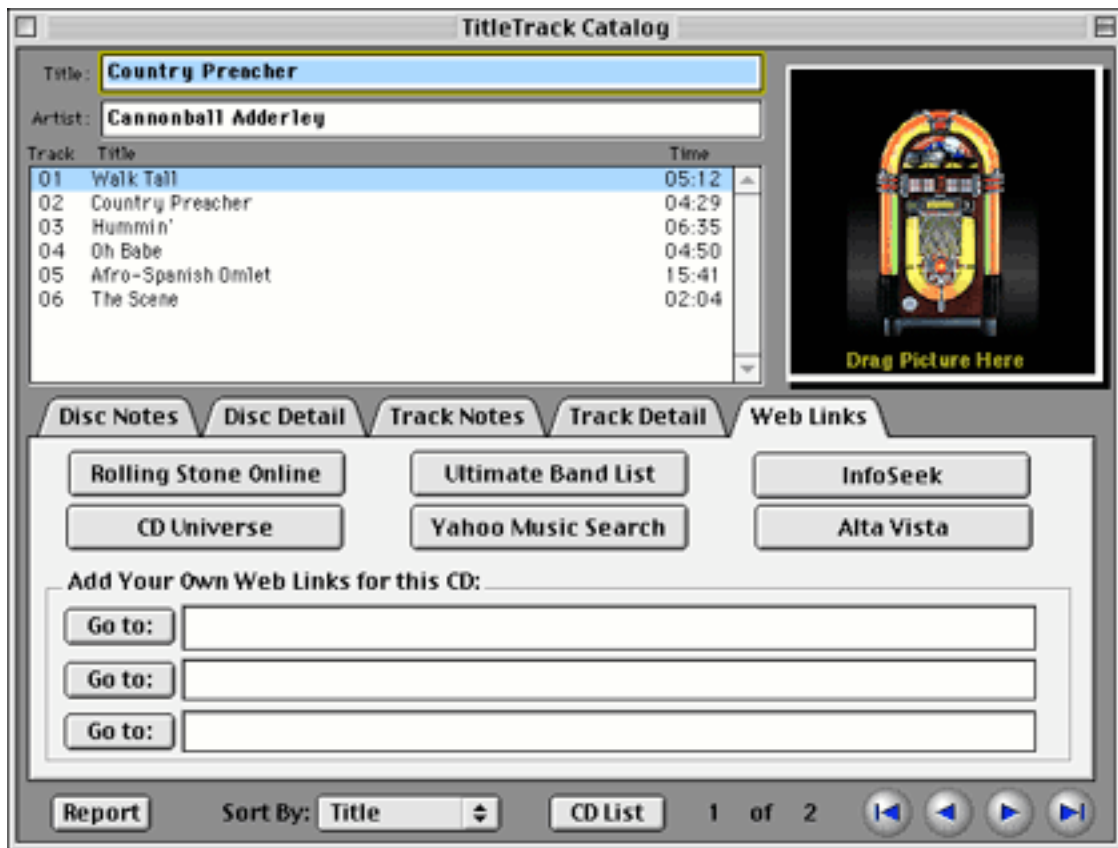 TitleTrack Catalog
Title: Country Preacher
Artist: Cannonball Adderley
Track Title Time
01 Walk Tall 05:12
02 Country Preacher 04:29
03 Hummin' 06:35
04 Oh Babe 04:50
05 Afro-Spanish Omlet 15:41
06 The Scene 02:04
Drag Picture Here
Disc Notes Disc Detail Track Notes Track Detail Web Links
Rolling Stone Online Ultimate Band List InfoSeek
CD Universe Yahoo Music Search Alta Vista
Add Your Own Web Links for this CD:
Go to:
Go to:
Go to:
Report Sort By: Title CD List 1 of 2